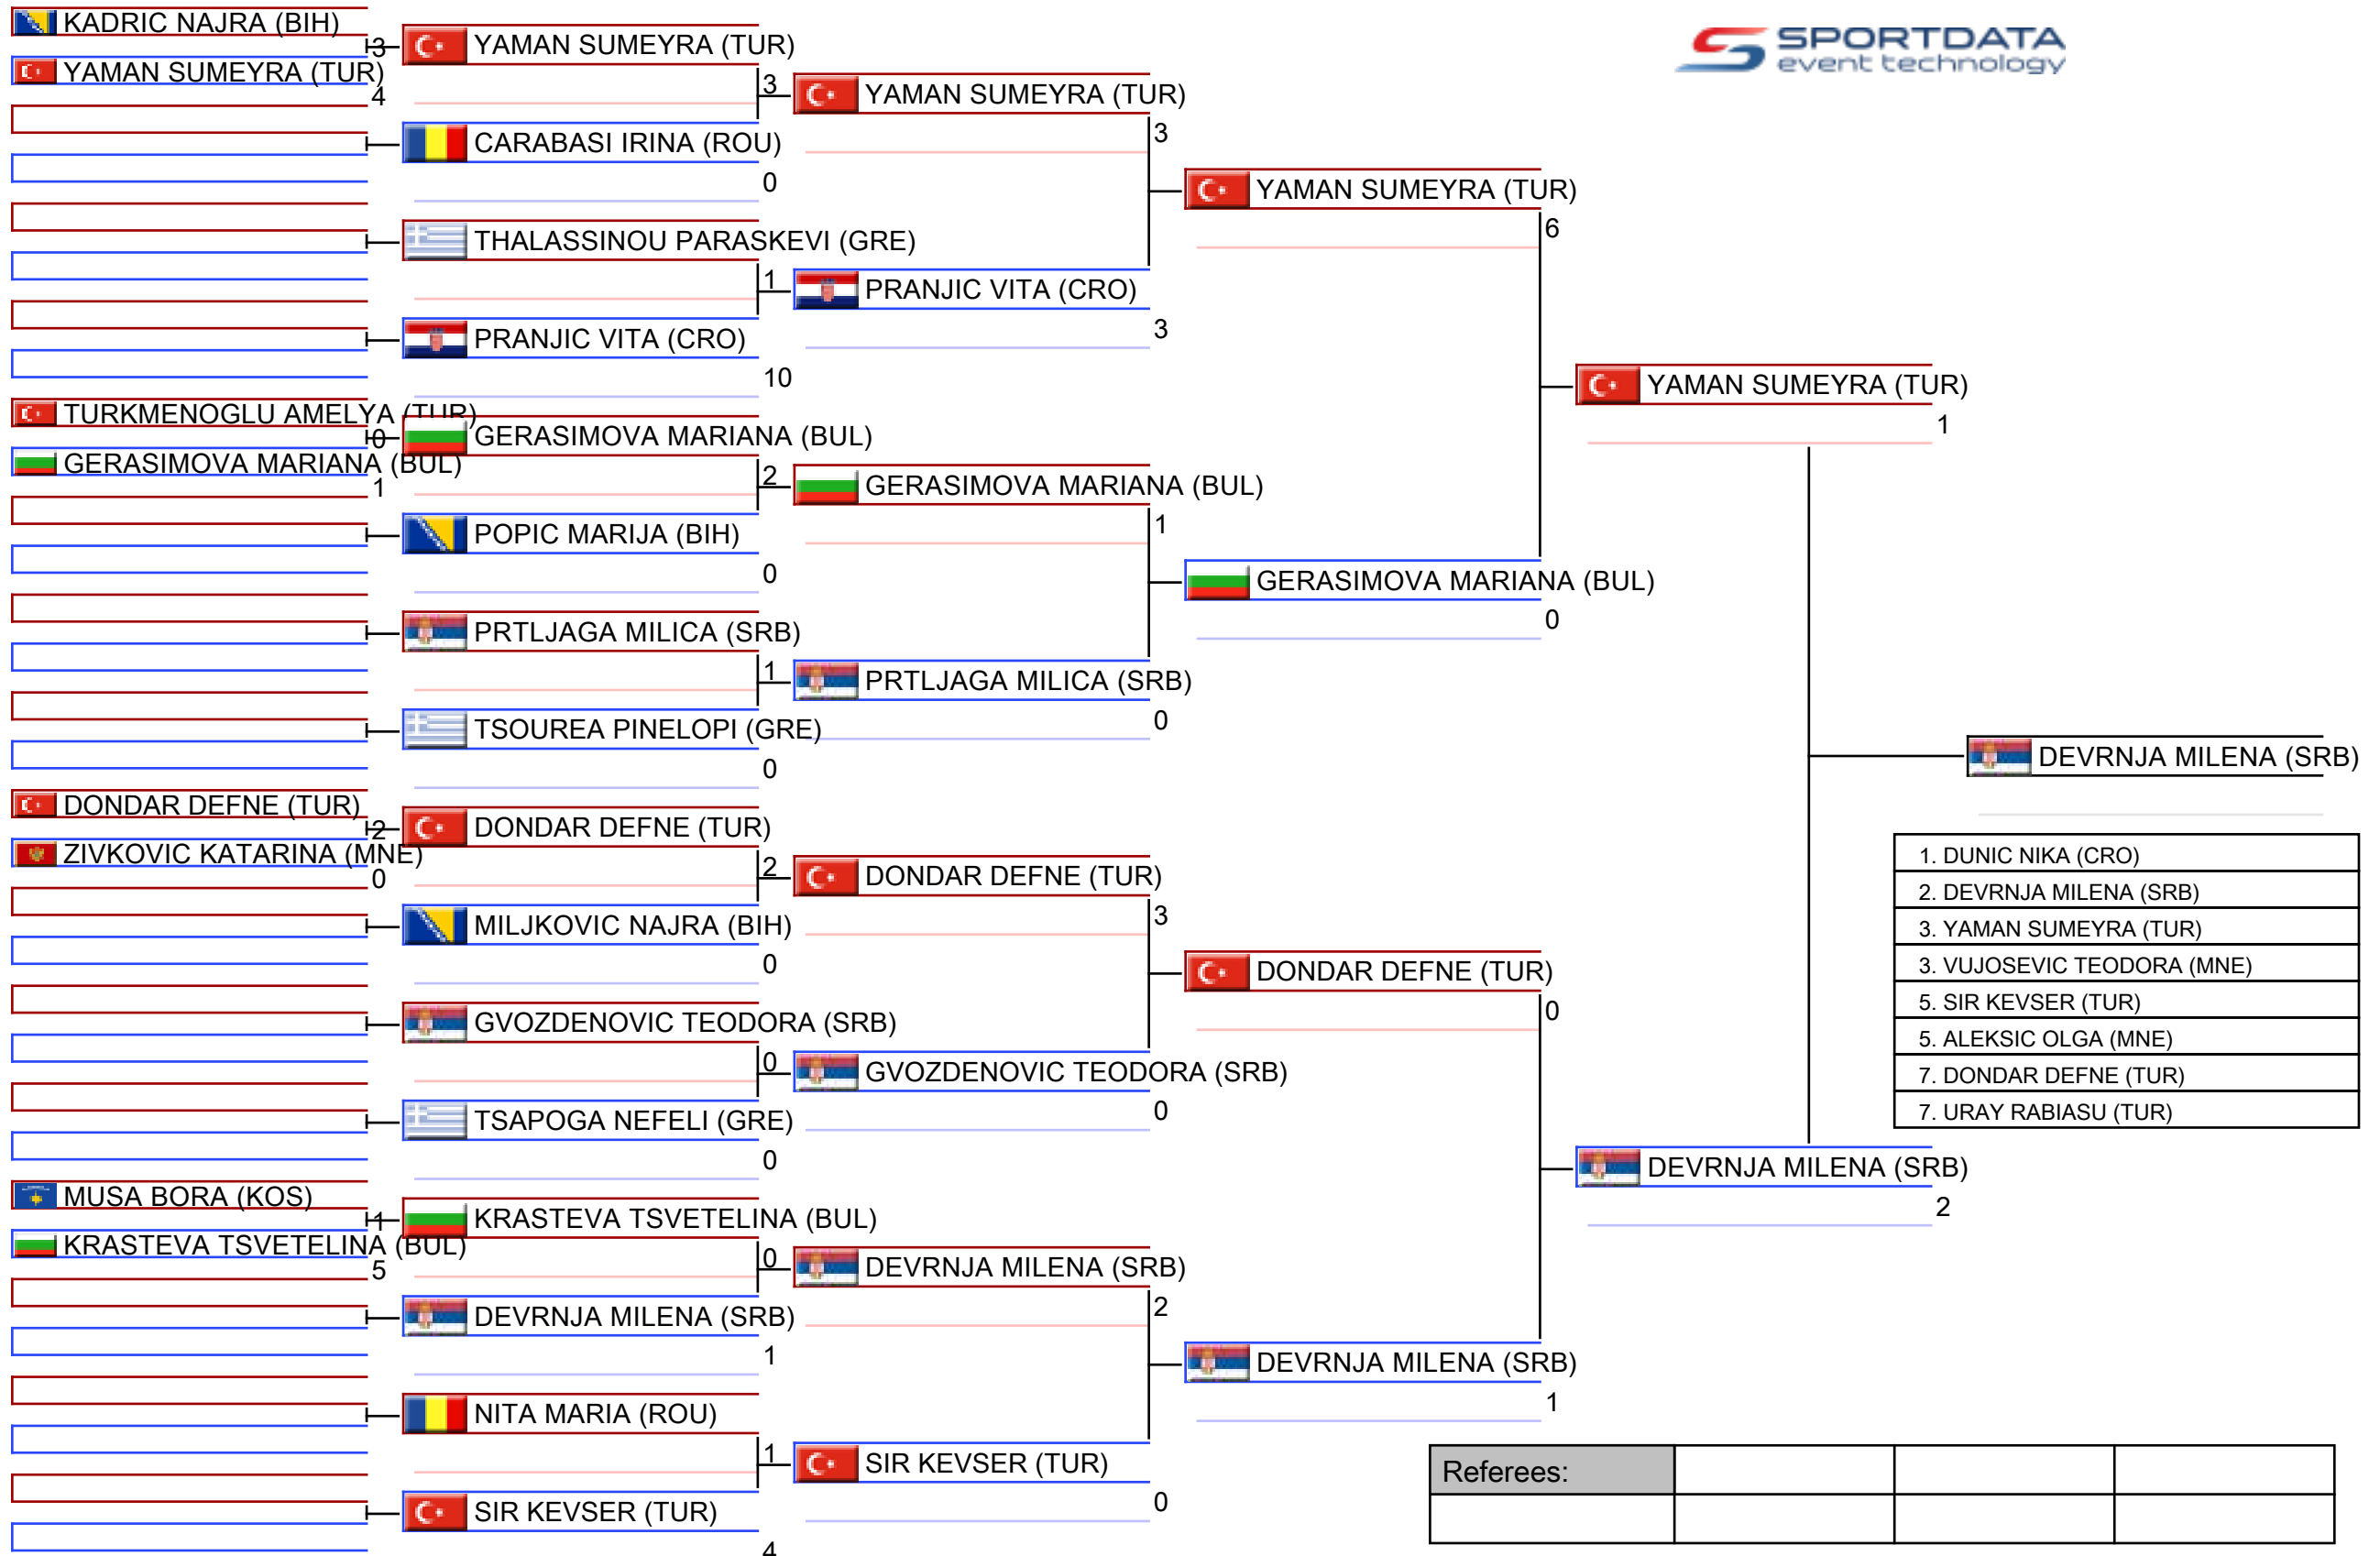 SPORTDATA
event technology
KADRIC NAJRA (BIH)
3
YAMAN SUMEYRA (TUR)
4
TURKMENOGLU AMELYA (TUR)
0
GERASIMOVA MARIANA (BUL)
1
DONDAR DEFNE (TUR)
2
ZIVKOVIC KATARINA (MNE)
0
MUSA BORA (KOS)
1
KRASTEVA TSVETELINA (BUL)
5
YAMAN SUMEYRA (TUR)
3
CARABASI IRINA (ROU)
0
THALASSINOU PARASKEVI (GRE)
1
PRANJIC VITA (CRO)
10
GERASIMOVA MARIANA (BUL)
2
POPIC MARIJA (BIH)
0
PRTLJAGA MILICA (SRB)
1
TSOUREA PINELOPI (GRE)
0
DONDAR DEFNE (TUR)
2
MILJKOVIC NAJRA (BIH)
0
GVOZDENOVIC TEODORA (SRB)
0
TSAPOGA NEFELI (GRE)
0
KRASTEVA TSVETELINA (BUL)
0
DEVRNJA MILENA (SRB)
1
NITA MARIA (ROU)
1
SIR KEVSER (TUR)
4
YAMAN SUMEYRA (TUR)
3
PRANJIC VITA (CRO)
3
GERASIMOVA MARIANA (BUL)
1
PRTLJAGA MILICA (SRB)
0
DONDAR DEFNE (TUR)
3
GVOZDENOVIC TEODORA (SRB)
0
DEVRNJA MILENA (SRB)
2
SIR KEVSER (TUR)
0
YAMAN SUMEYRA (TUR)
6
GERASIMOVA MARIANA (BUL)
0
DONDAR DEFNE (TUR)
0
DEVRNJA MILENA (SRB)
1
YAMAN SUMEYRA (TUR)
1
DEVRNJA MILENA (SRB)
2
DEVRNJA MILENA (SRB)
1. DUNIC NIKA (CRO)
2. DEVRNJA MILENA (SRB)
3. YAMAN SUMEYRA (TUR)
3. VUJOSEVIC TEODORA (MNE)
5. SIR KEVSER (TUR)
5. ALEKSIC OLGA (MNE)
7. DONDAR DEFNE (TUR)
7. URAY RABIASU (TUR)
Referees: